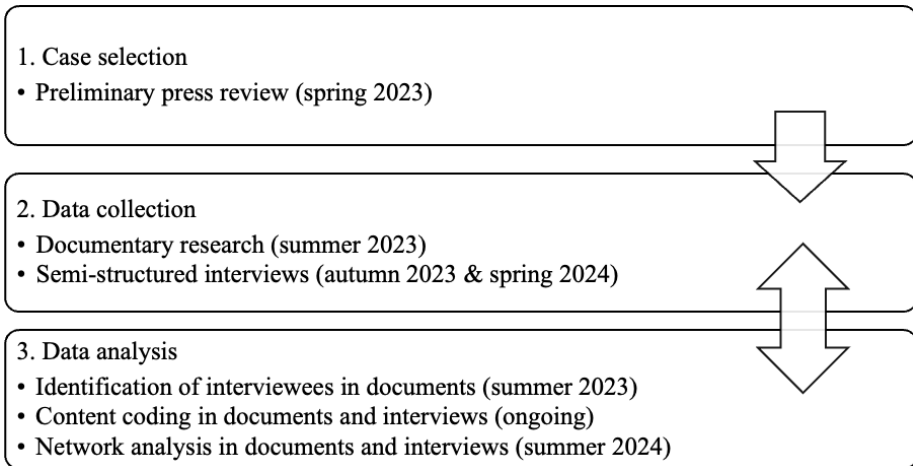 1. Case selection
• Preliminary press review (spring 2023)
2. Data collection
• Documentary research (summer 2023)
• Semi-structured interviews (autumn 2023 & spring 2024)
3. Data analysis
• Identification of interviewees in documents (summer 2023)
• Content coding in documents and interviews (ongoing)
• Network analysis in documents and interviews (summer 2024)